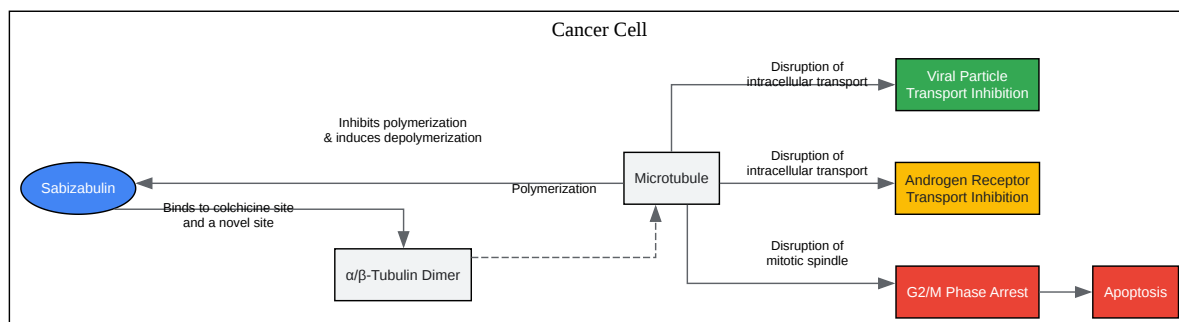 Cancer Cell
Disruption of
intracellular transport
Viral Particle
Transport Inhibition
Inhibits polymerization
& induces depolymerization
Sabizabulin
Polymerization
Microtubule
Disruption of
intracellular transport
Androgen Receptor
Transport Inhibition
Binds to colchicine site
and a novel site
α/β-Tubulin Dimer
Disruption of
mitotic spindle
G2/M Phase Arrest
Apoptosis